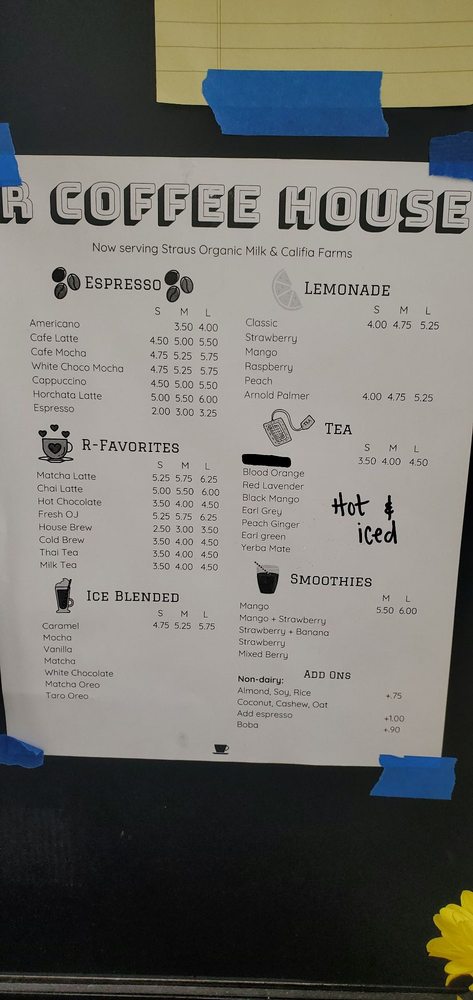 R COFFEE HOUSE
Now serving Straus Organic Milk & Califia Farms
ESPRESSO
S M L
Americano 3.50 4.00
Cafe Latte 4.50 5.00 5.50
Cafe Mocha 4.75 5.25 5.75
White Choco Mocha 4.75 5.25 5.75
Cappuccino 4.50 5.00 5.50
Horchata Latte 5.00 5.50 6.00
Espresso 2.00 3.00 3.25
R-FAVORITES
S M L
Matcha Latte 5.25 5.75 6.25
Chai Latte 5.00 5.50 6.00
Hot Chocolate 3.50 4.00 4.50
Fresh OJ 5.25 5.75 6.25
House Brew 2.50 3.00 3.50
Cold Brew 3.50 4.00 4.50
Thai Tea 3.50 4.00 4.50
Milk Tea 3.50 4.00 4.50
ICE BLENDED
S M L
Caramel 4.75 5.25 5.75
Mocha
Vanilla
Matcha
White Chocolate
Matcha Oreo
Taro Oreo
LEMONADE
S M L
Classic 4.00 4.75 5.25
Strawberry
Mango
Raspberry
Peach
Arnold Palmer 4.00 4.75 5.25
TEA
S M L
3.50 4.00 4.50
Blood Orange
Red Lavender
Black Mango
Earl Grey
Peach Ginger
Earl green
Yerba Mate
Hot &
iced
SMOOTHIES
M L
Mango 5.50 6.00
Mango + Strawberry
Strawberry + Banana
Strawberry
Mixed Berry
ADD ONS
Non-dairy:
Almond, Soy, Rice +.75
Coconut, Cashew, Oat
Add espresso +1.00
Boba +.90